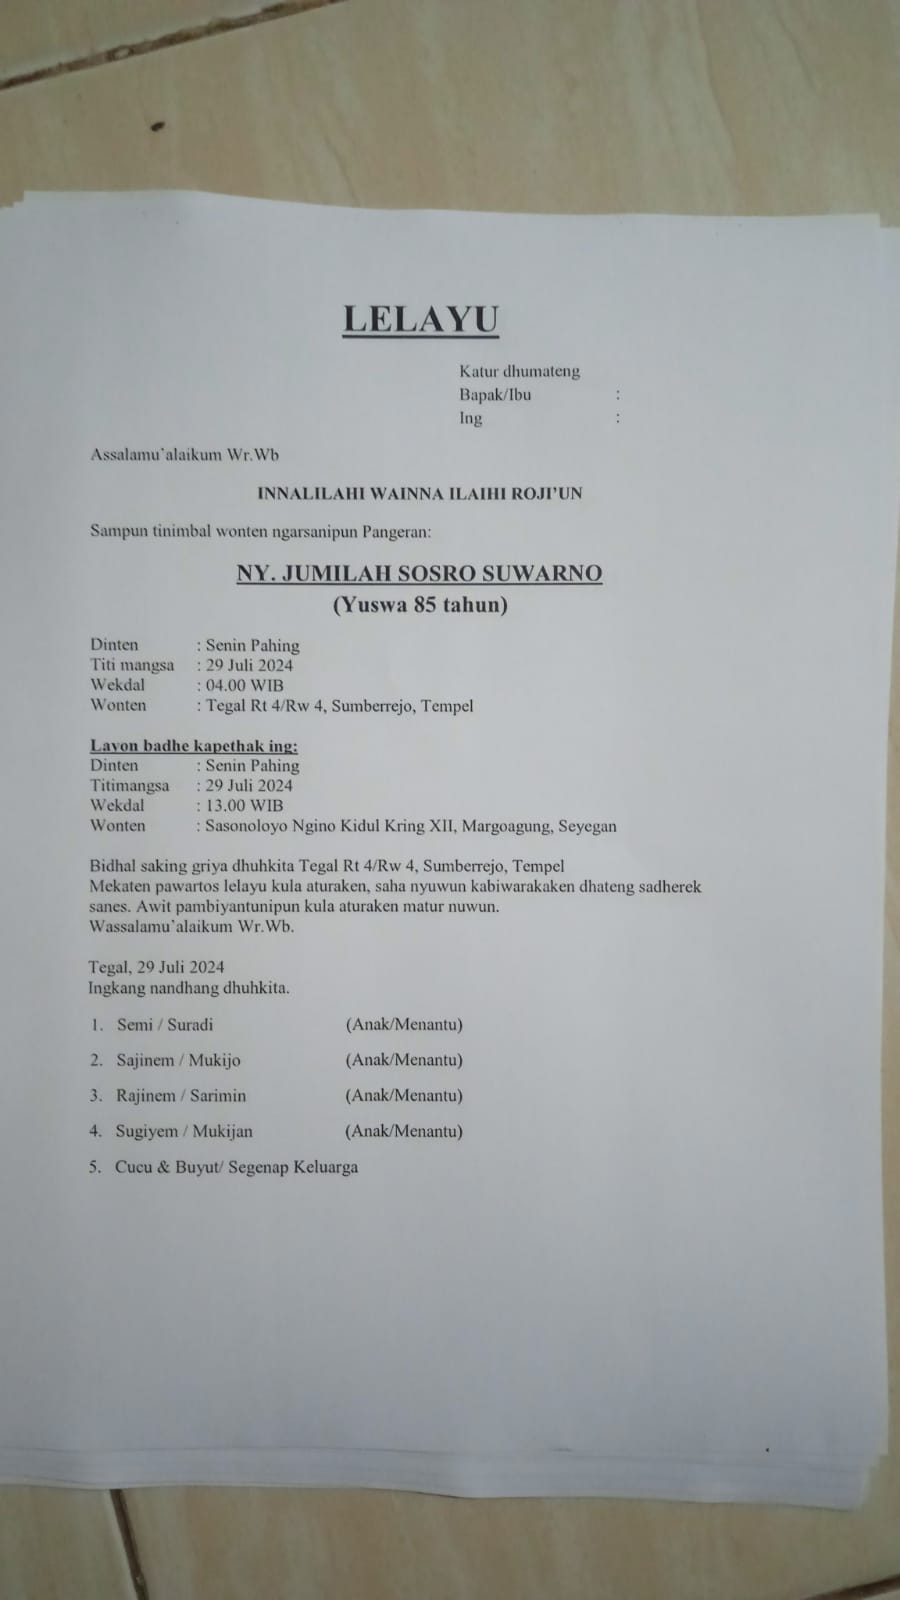 LELAYU
Katur dhumateng
Bapak/Ibu :
Ing :
Assalamu'alaikum Wr.Wb
INNALILAHI WAINNA ILAIHI ROJI'UN
Sampun tinimbal wonten ngarsanipun Pangeran:
NY. JUMILAH SOSRO SUWARNO
(Yuswa 85 tahun)
Dinten : Senin Pahing
Titi mangsa : 29 Juli 2024
Wekdal : 04.00 WIB
Wonten : Tegal Rt 4/Rw 4, Sumberrejo, Tempel
Layon badhe kapethak ing:
Dinten : Senin Pahing
Titimangsa : 29 Juli 2024
Wekdal : 13.00 WIB
Wonten : Sasonoloyo Ngino Kidul Kring XII, Margoagung, Seyegan
Bidhal saking griya dhuhkita Tegal Rt 4/Rw 4, Sumberrejo, Tempel
Mekaten pawartos lelayu kula aturaken, saha nyuwun kabiwarakaken dhateng sadherek
sanes. Awit pambiyantunipun kula aturaken matur nuwun.
Wassalamu'alaikum Wr.Wb.
Tegal, 29 Juli 2024
Ingkang nandhang dhuhkita.
1. Semi / Suradi (Anak/Menantu)
2. Sajinem / Mukijo (Anak/Menantu)
3. Rajinem / Sarimin (Anak/Menantu)
4. Sugiyem / Mukijan (Anak/Menantu)
5. Cucu & Buyut/ Segenap Keluarga